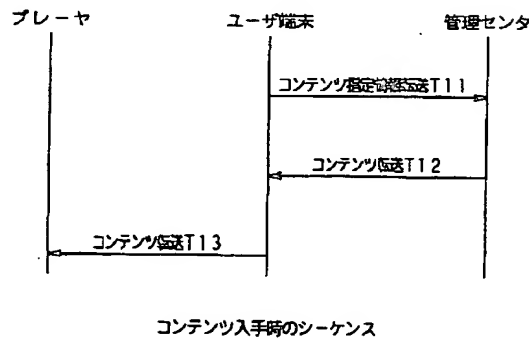 プレーヤ
ユーザ端末
管理センタ
コンテンツ指定情報転送T11
コンテンツ転送T12
コンテンツ転送T13
コンテンツ入手時のシーケンス